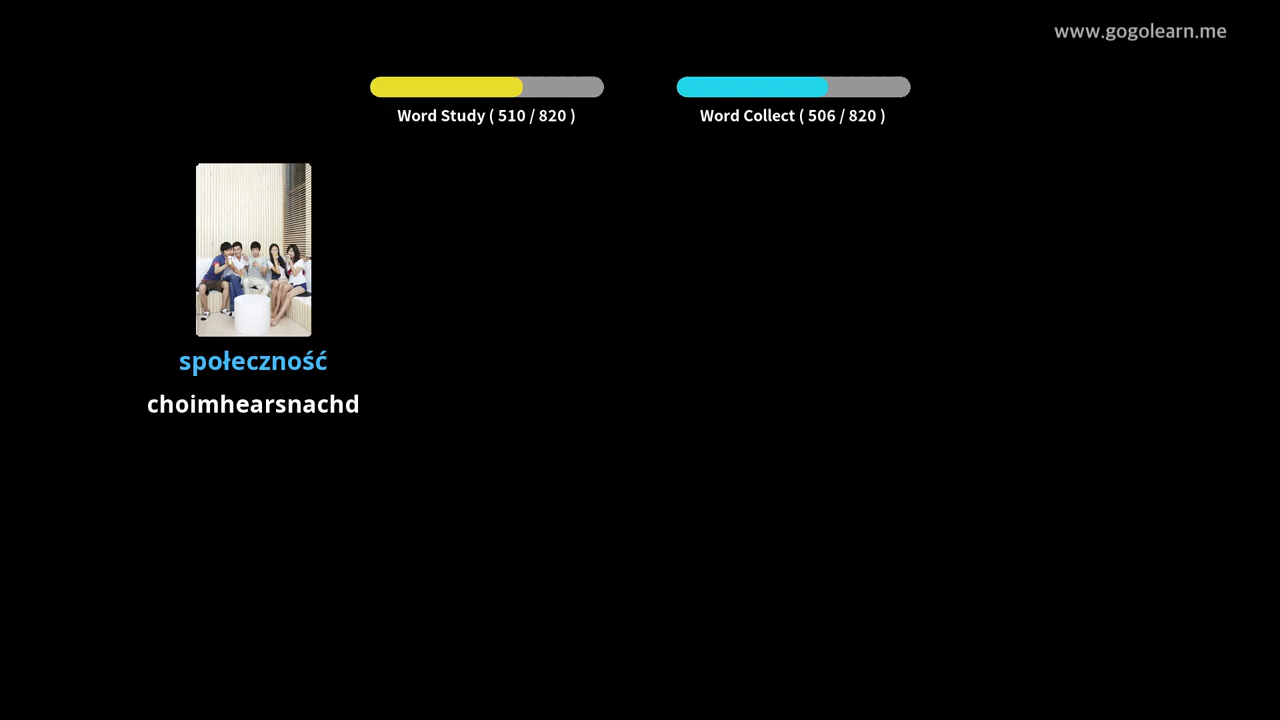 www.gogolearn.me
Word Study ( 510 / 820 )
Word Collect ( 506 / 820 )
społeczność
choimhearsnachd